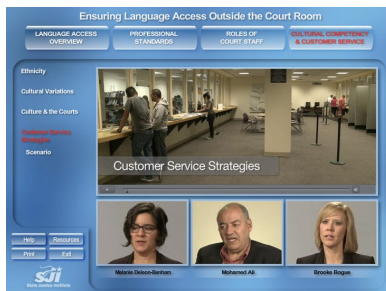 Ensuring Language Access Outside the Court Room
LANGUAGE ACCESS
OVERVIEW
PROFESSIONAL
STANDARDS
ROLES OF
COURT STAFF
CULTURAL COMPETENCY
& CUSTOMER SERVICE
Ethnicity
Cultural Variations
Culture & the Courts
Customer Service
Strategies
Scenario
Customer Service Strategies
Help
Resources
Print
Exit
SJI
State Justice Institute
Melanie Deleon-Benham
Mohamed Ali
Brooke Bogue